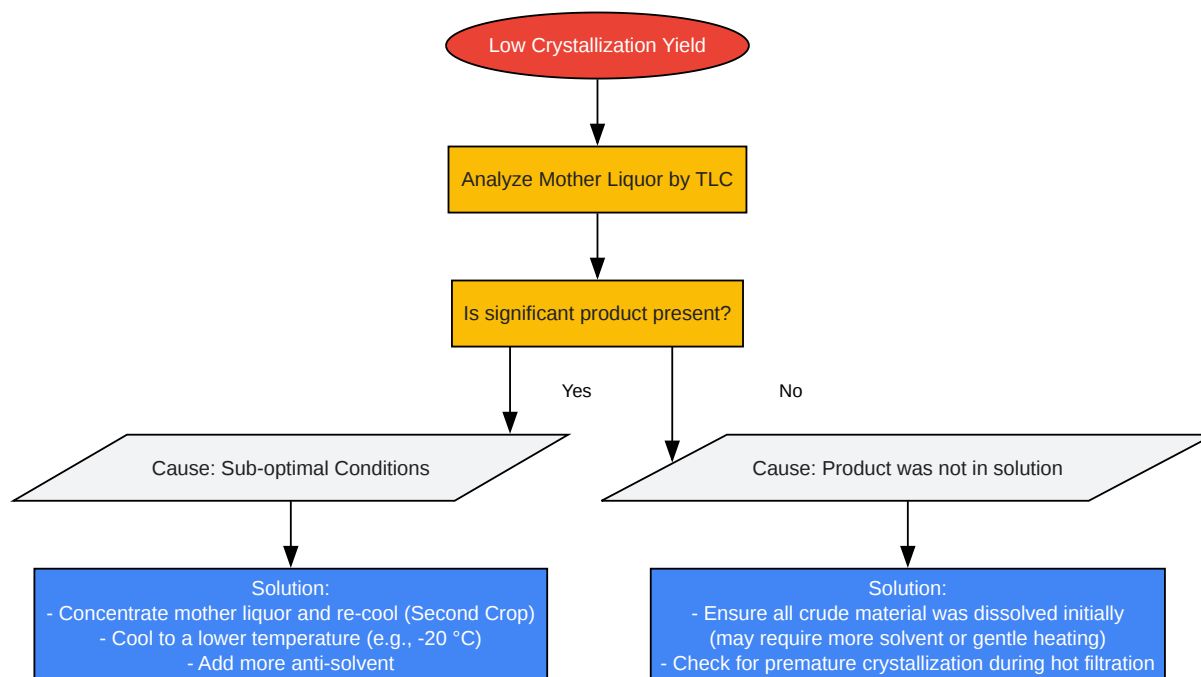 Low Crystallization Yield
Analyze Mother Liquor by TLC
Is significant product present?
Yes
No
Cause: Sub-optimal Conditions
Cause: Product was not in solution
Solution:
- Concentrate mother liquor and re-cool (Second Crop)
- Cool to a lower temperature (e.g., -20 °C)
- Add more anti-solvent
Solution:
- Ensure all crude material was dissolved initially
(may require more solvent or gentle heating)
- Check for premature crystallization during hot filtration